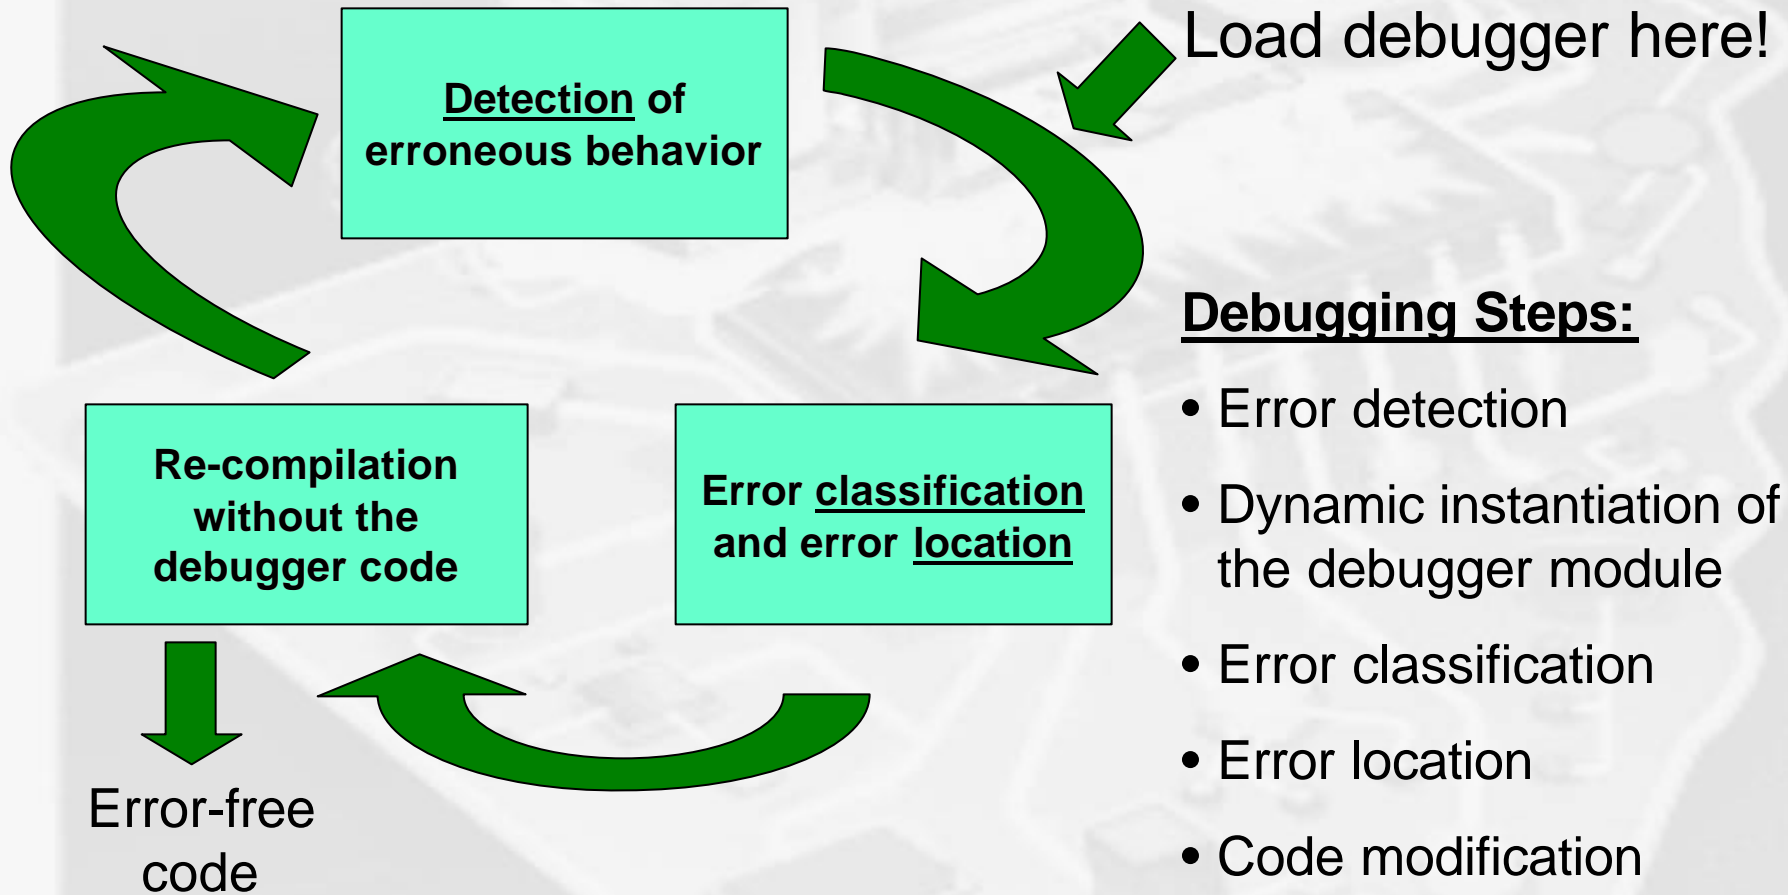 Load debugger here!
Detection of
erroneous behavior
Re-compilation
without the
debugger code
Error classification
and error location
Error-free
code
Debugging Steps:
• Error detection
• Dynamic instantiation of
the debugger module
• Error classification
• Error location
• Code modification